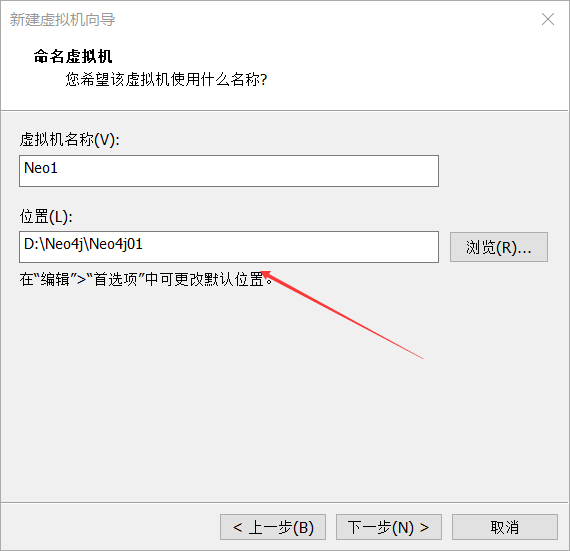 新建虚拟机向导
命名虚拟机
您希望该虚拟机使用什么名称?
虚拟机名称(V):
Neo1
位置(L):
D:\Neo4j\Neo4j01
浏览(R)...
在“编辑”>“首选项”中可更改默认位置。
< 上一步(B)
下一步(N) >
取消